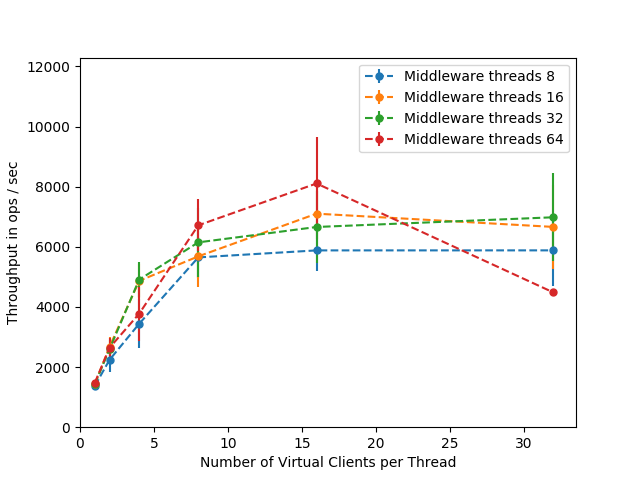 12000
10000
8000
6000
4000
2000
0
Throughput in ops / sec
Middleware threads 8
Middleware threads 16
Middleware threads 32
Middleware threads 64
0 5 10 15 20 25 30
Number of Virtual Clients per Thread